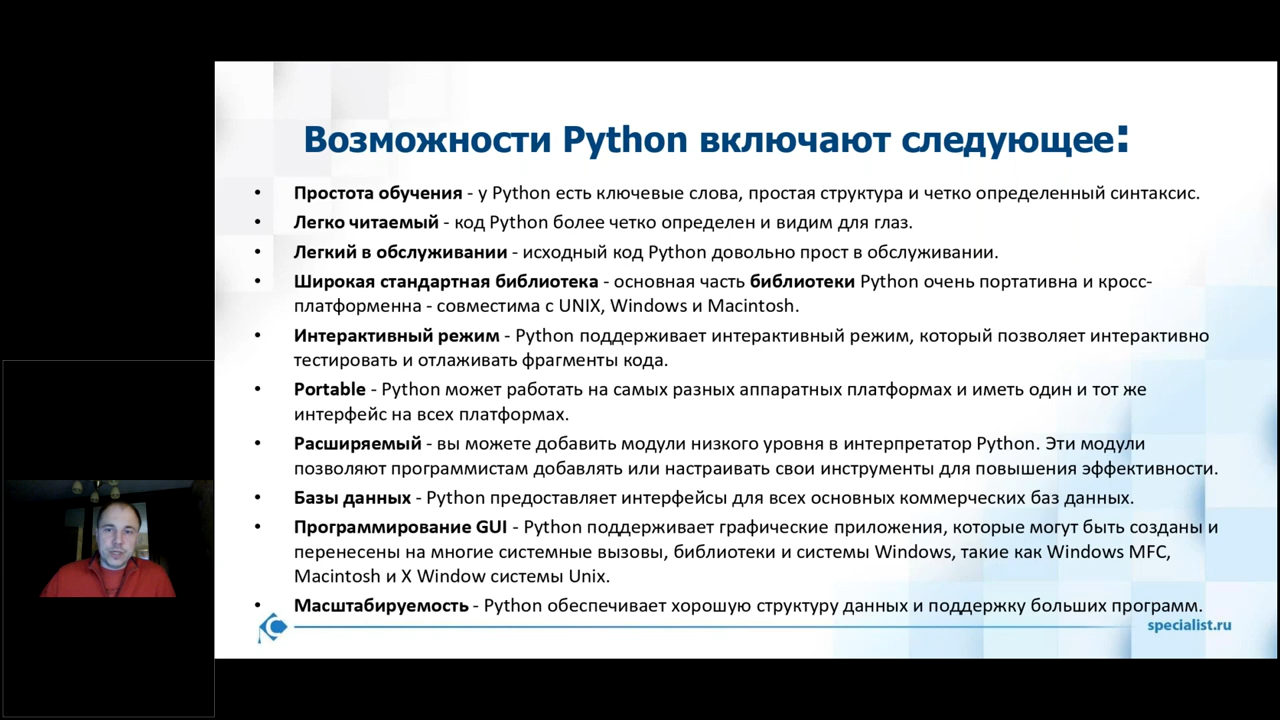 Возможности Python включают следующее:
• Простота обучения - у Python есть ключевые слова, простая структура и четко определенный синтаксис.
• Легко читаемый - код Python более четко определен и видим для глаз.
• Легкий в обслуживании - исходный код Python довольно прост в обслуживании.
• Широкая стандартная библиотека - основная часть библиотеки Python очень портативна и кросс-
платформенна - совместима с UNIX, Windows и Macintosh.
• Интерактивный режим - Python поддерживает интерактивный режим, который позволяет интерактивно
тестировать и отлаживать фрагменты кода.
• Portable - Python может работать на самых разных аппаратных платформах и иметь один и тот же
интерфейс на всех платформах.
• Расширяемый - вы можете добавить модули низкого уровня в интерпретатор Python. Эти модули
позволяют программистам добавлять или настраивать свои инструменты для повышения эффективности.
• Базы данных - Python предоставляет интерфейсы для всех основных коммерческих баз данных.
• Программирование GUI - Python поддерживает графические приложения, которые могут быть созданы и
перенесены на многие системные вызовы, библиотеки и системы Windows, такие как Windows MFC,
Macintosh и X Window системы Unix.
• Масштабируемость - Python обеспечивает хорошую структуру данных и поддержку больших программ.
specialist.ru